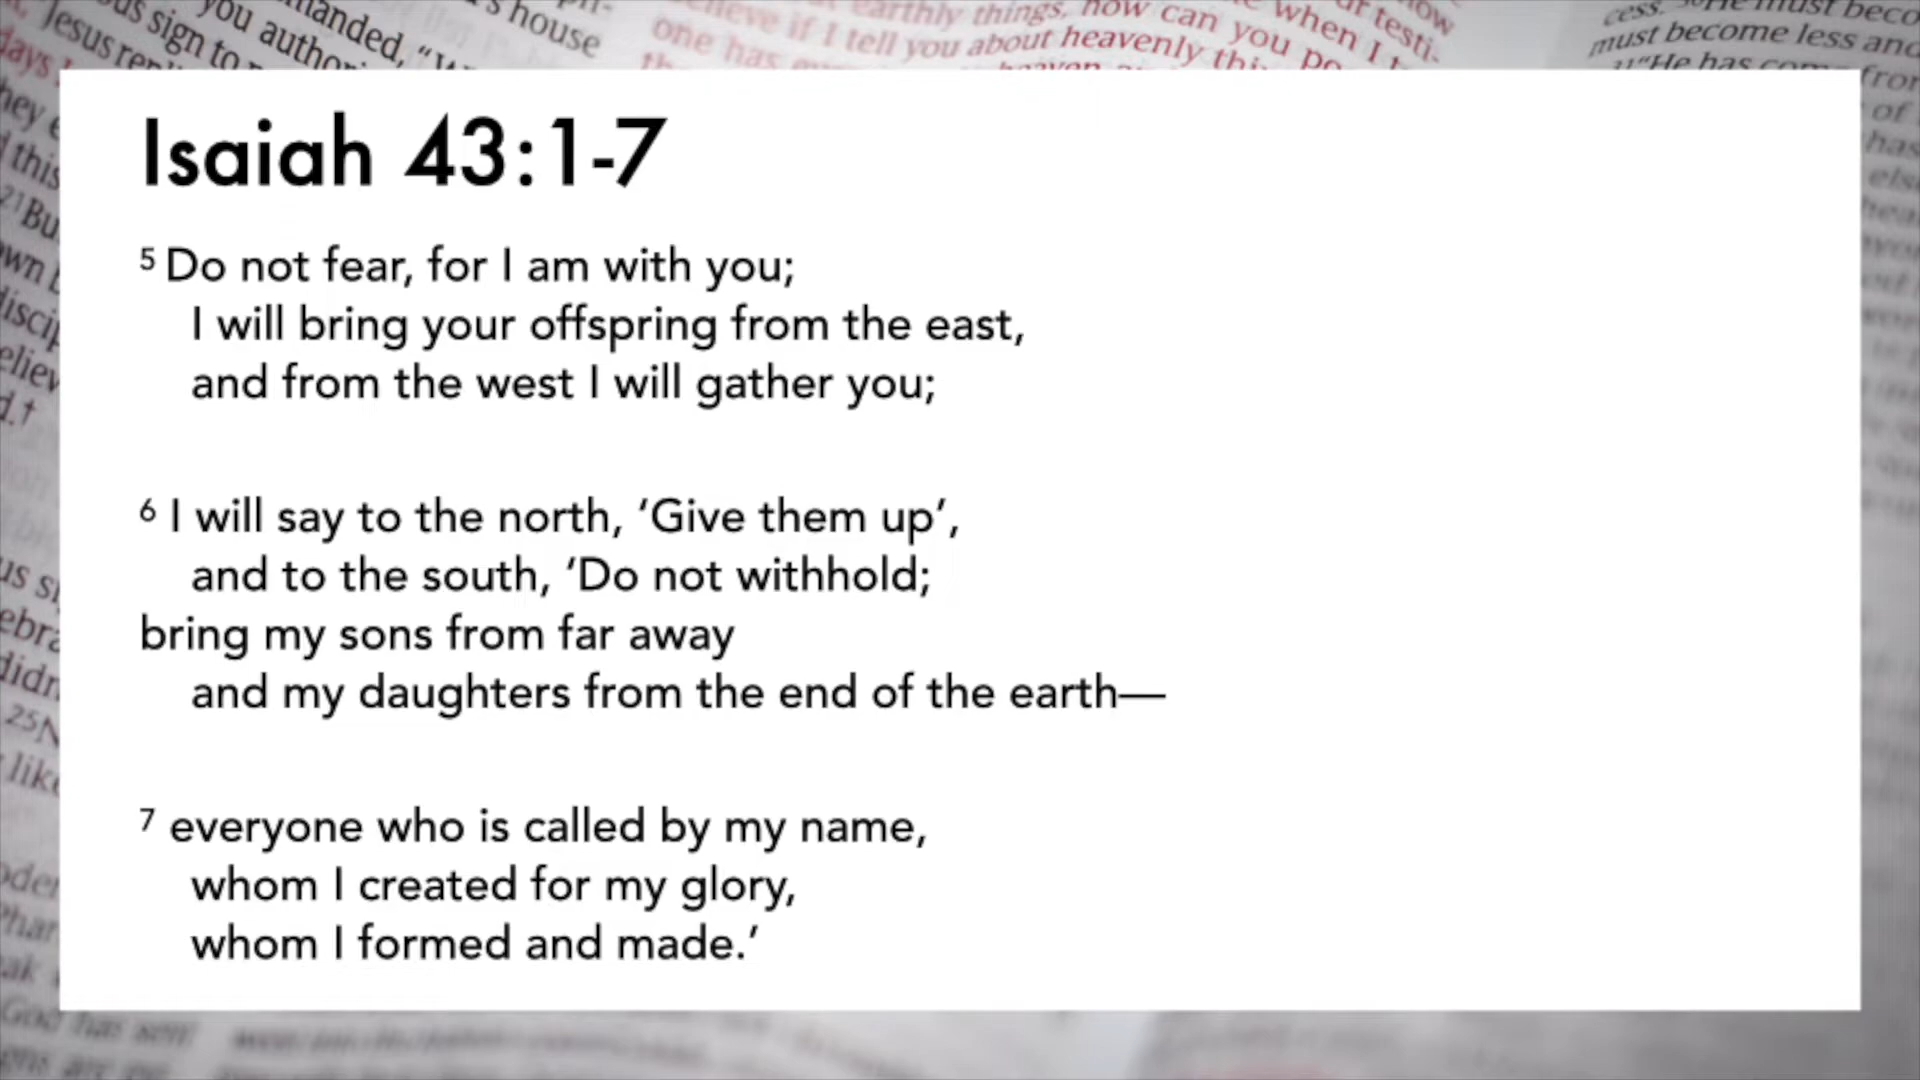 Isaiah 43:1-7
5 Do not fear, for I am with you;
I will bring your offspring from the east,
and from the west I will gather you;
6 I will say to the north, ‘Give them up’,
and to the south, ‘Do not withhold;
bring my sons from far away
and my daughters from the end of the earth—
7 everyone who is called by my name,
whom I created for my glory,
whom I formed and made.’